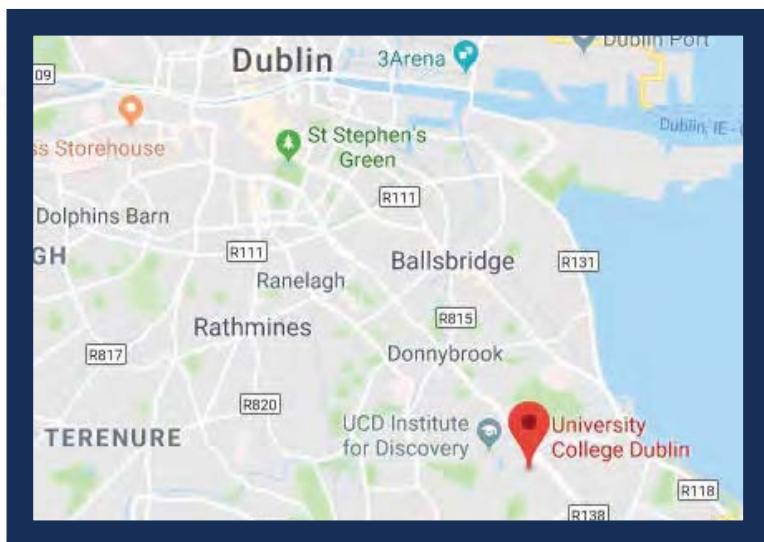 Dublin Port
Dublin
3Arena
09
Dublin, IE -
ss Storehouse
St Stephen's
Green
R111
Dolphins Barn
GH
R111
Ballsbridge
R131
Ranelagh
Rathmines
R815
R817
Donnybrook
R820
UCD Institute
for Discovery
University
College Dublin
TERENURE
R118
R138